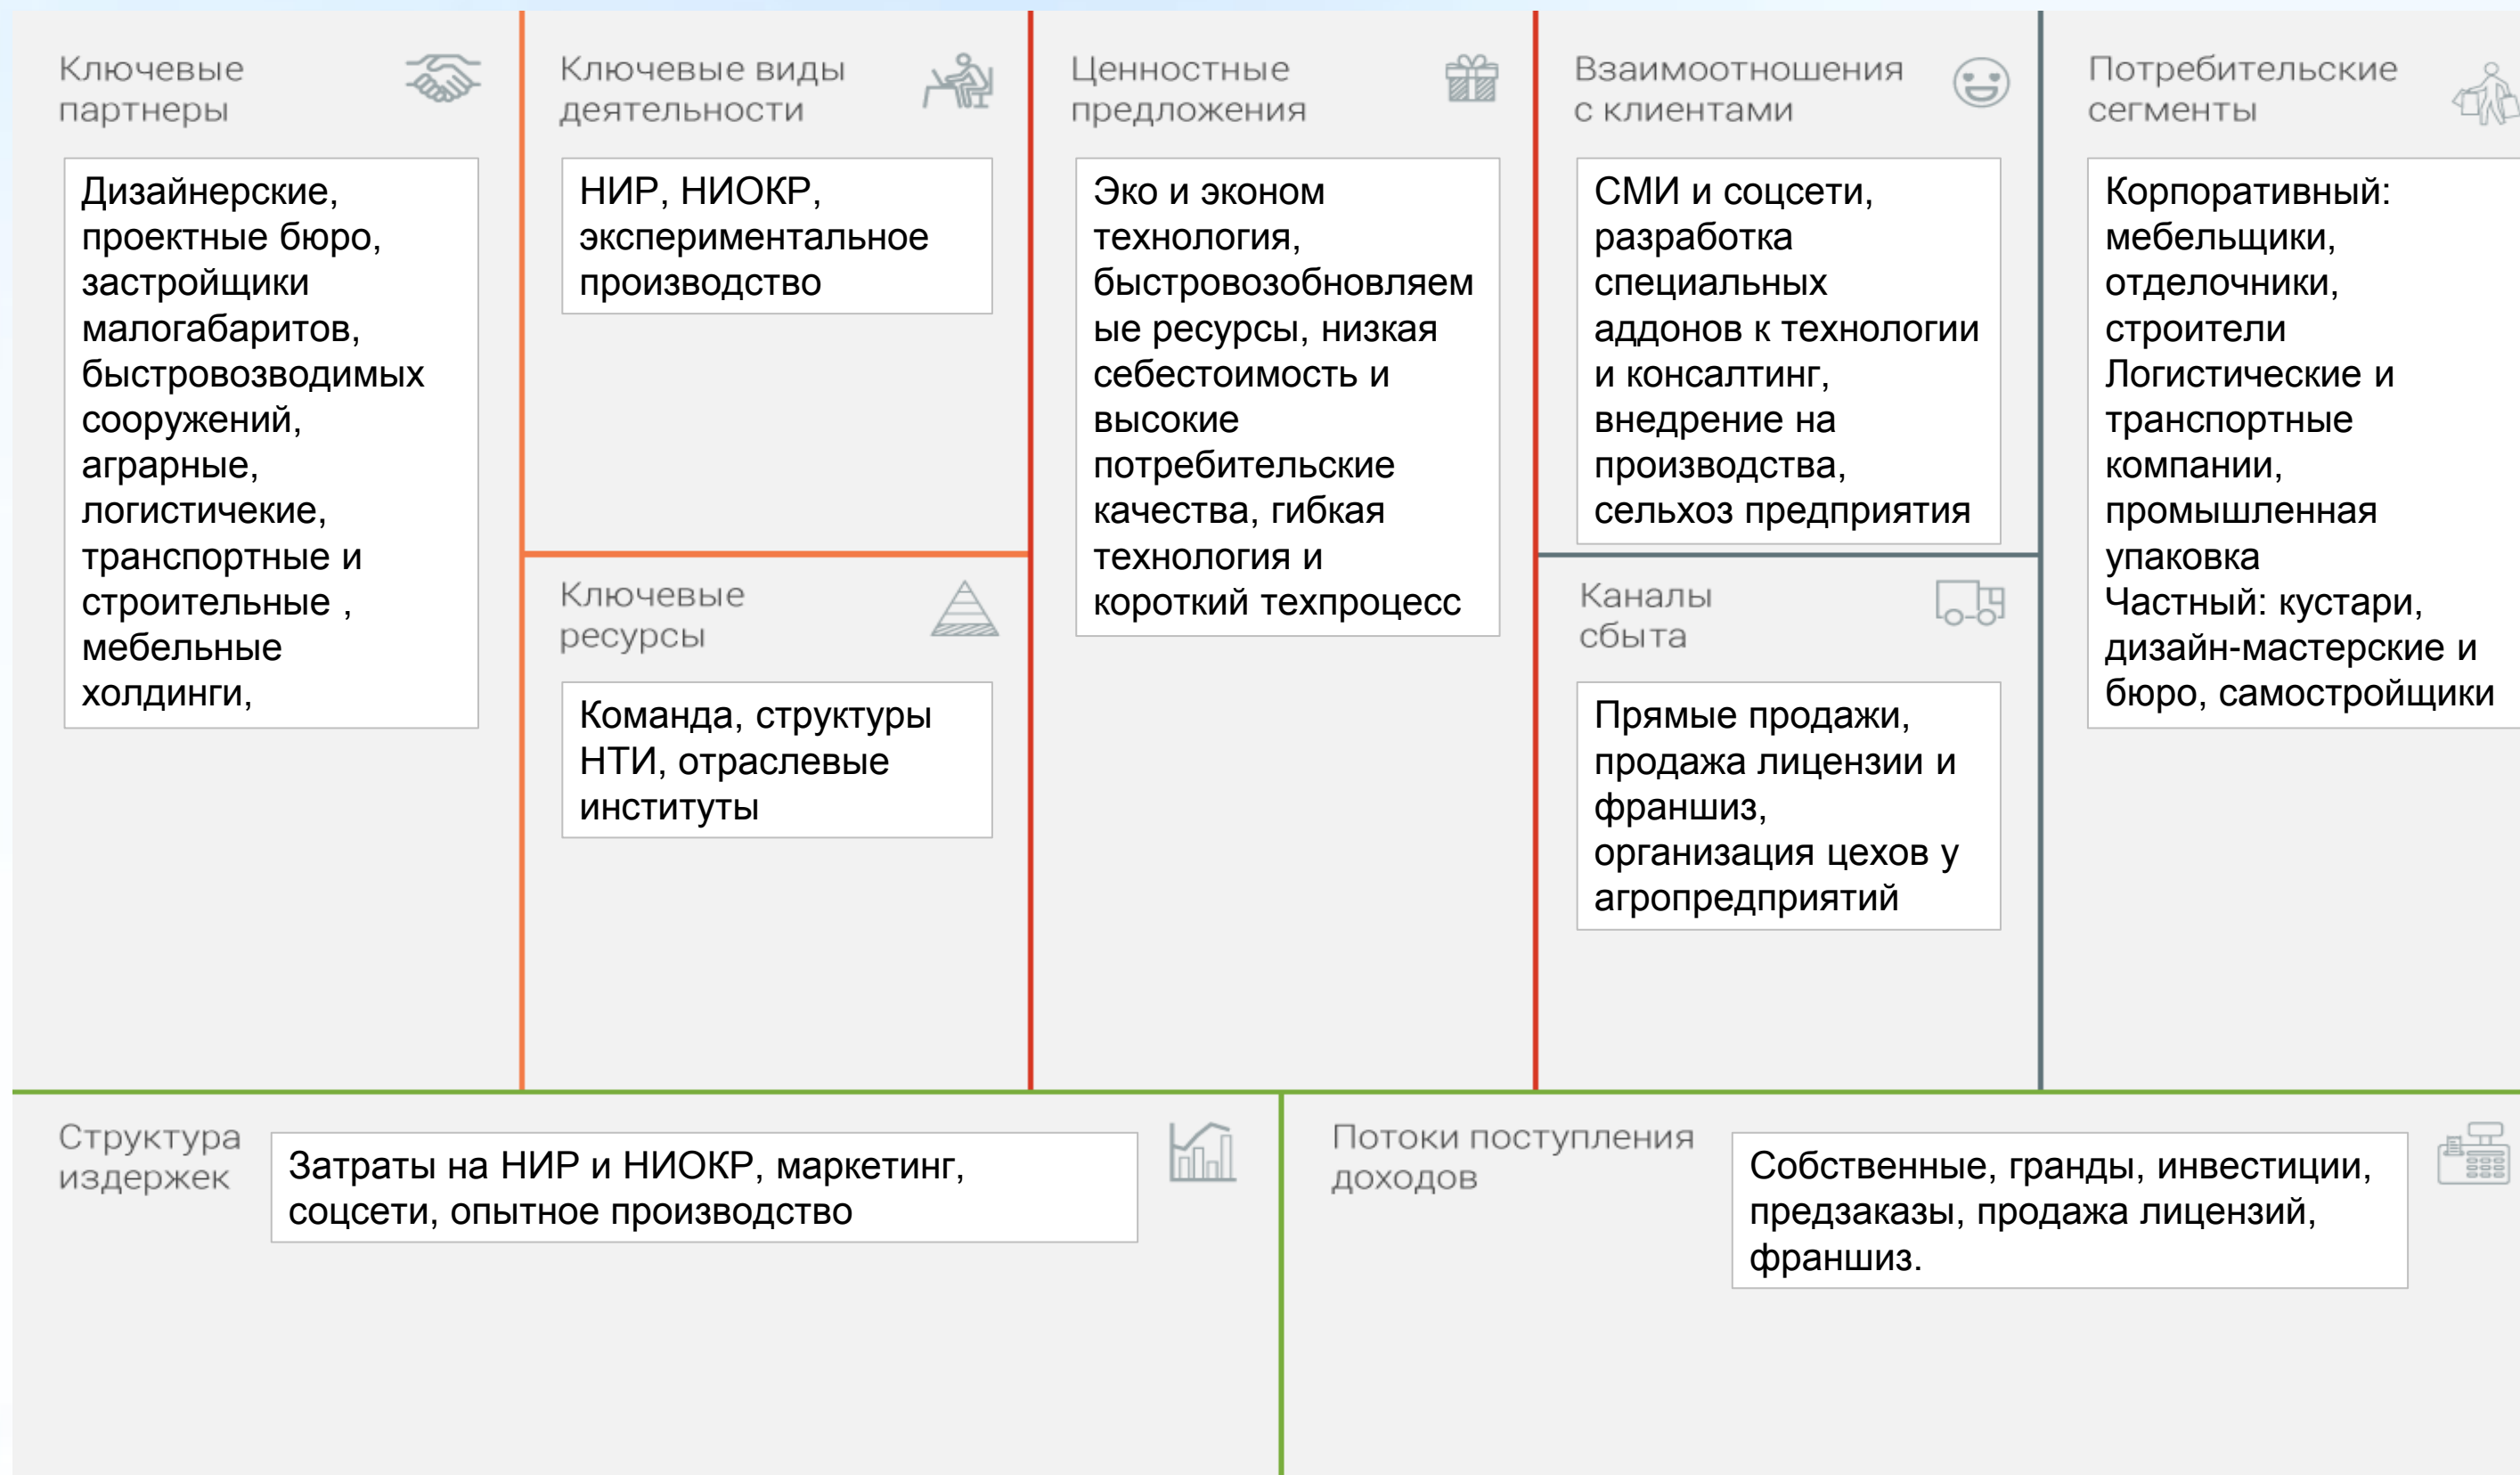 Ключевые
партнеры
Дизайнерские,
проектные бюро,
застройщики
малогабаритов,
быстровозводимых
сооружений,
аграрные,
логистичекие,
транспортные и
строительные ,
мебельные
холдинги,
Ключевые виды
деятельности
НИР, НИОКР,
экспериментальное
производство
Ключевые
ресурсы
Команда, структуры
НТИ, отраслевые
институты
Ценностные
предложения
Эко и эконом
технология,
быстровозобновляем
ые ресурсы, низкая
себестоимость и
высокие
потребительские
качества, гибкая
технология и
короткий техпроцесс
Взаимоотношения
с клиентами
СМИ и соцсети,
разработка
специальных
аддонов к технологии
и консалтинг,
внедрение на
производства,
сельхоз предприятия
Каналы
сбыта
Прямые продажи,
продажа лицензии и
франшиз,
организация цехов у
агропредприятий
Потребительские
сегменты
Корпоративный:
мебельщики,
отделочники,
строители
Логистические и
транспортные
компании,
промышленная
упаковка
Частный: кустари,
дизайн-мастерские и
бюро, самостройщики
Структура
издержек
Затраты на НИР и НИОКР, маркетинг,
соцсети, опытное производство
Потоки поступления
доходов
Собственные, гранды, инвестиции,
предзаказы, продажа лицензий,
франшиз.